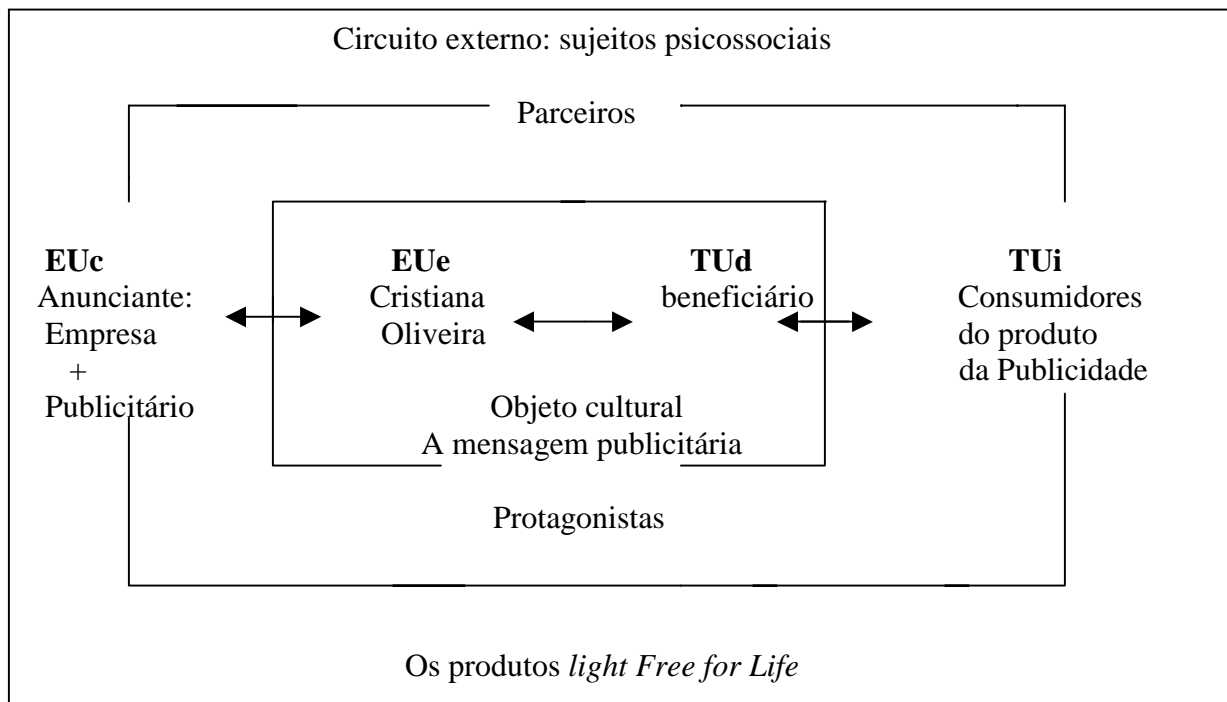 Circuito externo: sujeitos psicossociais
Parceiros
EUc
Anunciante:
Empresa
+
Publicitário
EUe
Cristiana
Oliveira
TUd
beneficiário
TUi
Consumidores
do produto
da Publicidade
Objeto cultural
A mensagem publicitária
Protagonistas
Os produtos light Free for Life